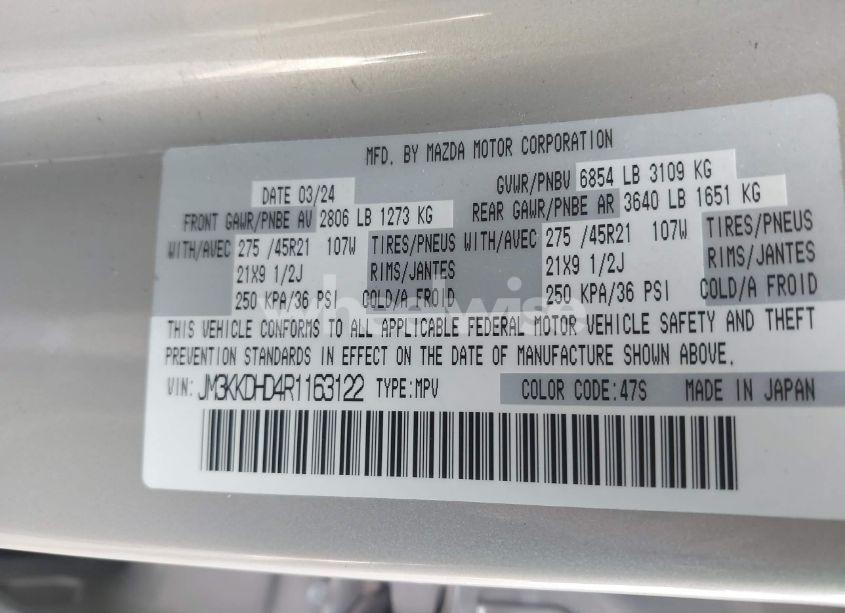 MFD. BY MAZDA MOTOR CORPORATION
DATE 03/24 GVWR/PNBV 6854 LB 3109 KG
FRONT GAWR/PNBE AV 2806 LB 1273 KG REAR GAWR/PNBE AR 3640 LB 1651 KG
WITH/AVEC 275 /45R21 107W TIRES/PNEUS WITH/AVEC 275 /45R21 107W TIRES/PNEUS
21X9 1/2J RIMS/JANTES 21X9 1/2J RIMS/JANTES
250 KPA/36 PSI COLD/A FROID 250 KPA/36 PSI COLD/A FROID
wheelwise
THIS VEHICLE CONFORMS TO ALL APPLICABLE FEDERAL MOTOR VEHICLE SAFETY AND THEFT
PREVENTION STANDARDS IN EFFECT ON THE DATE OF MANUFACTURE SHOWN ABOVE.
VIN: JM3KKDHD4R1163122 TYPE:MPV COLOR CODE:47S MADE IN JAPAN